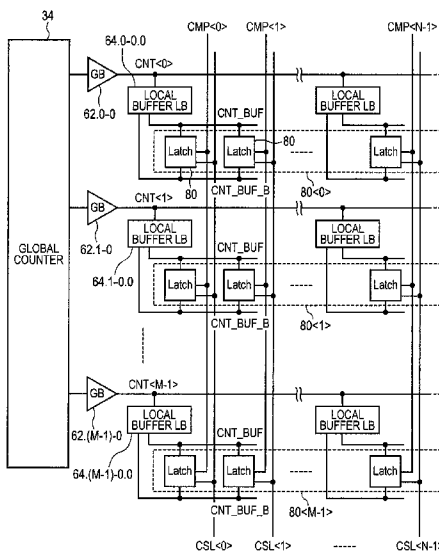 34
CMP<0>
CMP<1>
CMP<N-1>
64.0-0.0
GB
CNT<0>
LOCAL
BUFFER LB
LOCAL
BUFFER LB
62.0-0
CNT_BUF
80
Latch
Latch
Latch
80
CNT_BUF_B
80<0>
GLOBAL
COUNTER
GB
CNT<1>
LOCAL
BUFFER LB
LOCAL
BUFFER LB
62.1-0
CNT_BUF
64.1-0.0
Latch
Latch
Latch
CNT_BUF_B
80<1>
GB
CNT<M-1>
LOCAL
BUFFER LB
LOCAL
BUFFER LB
62.(M-1)-0
CNT_BUF
64.(M-1)-0.0
Latch
Latch
Latch
CNT_BUF_B
80<M-1>
CSL<0>
CSL<1>
CSL<N-1>